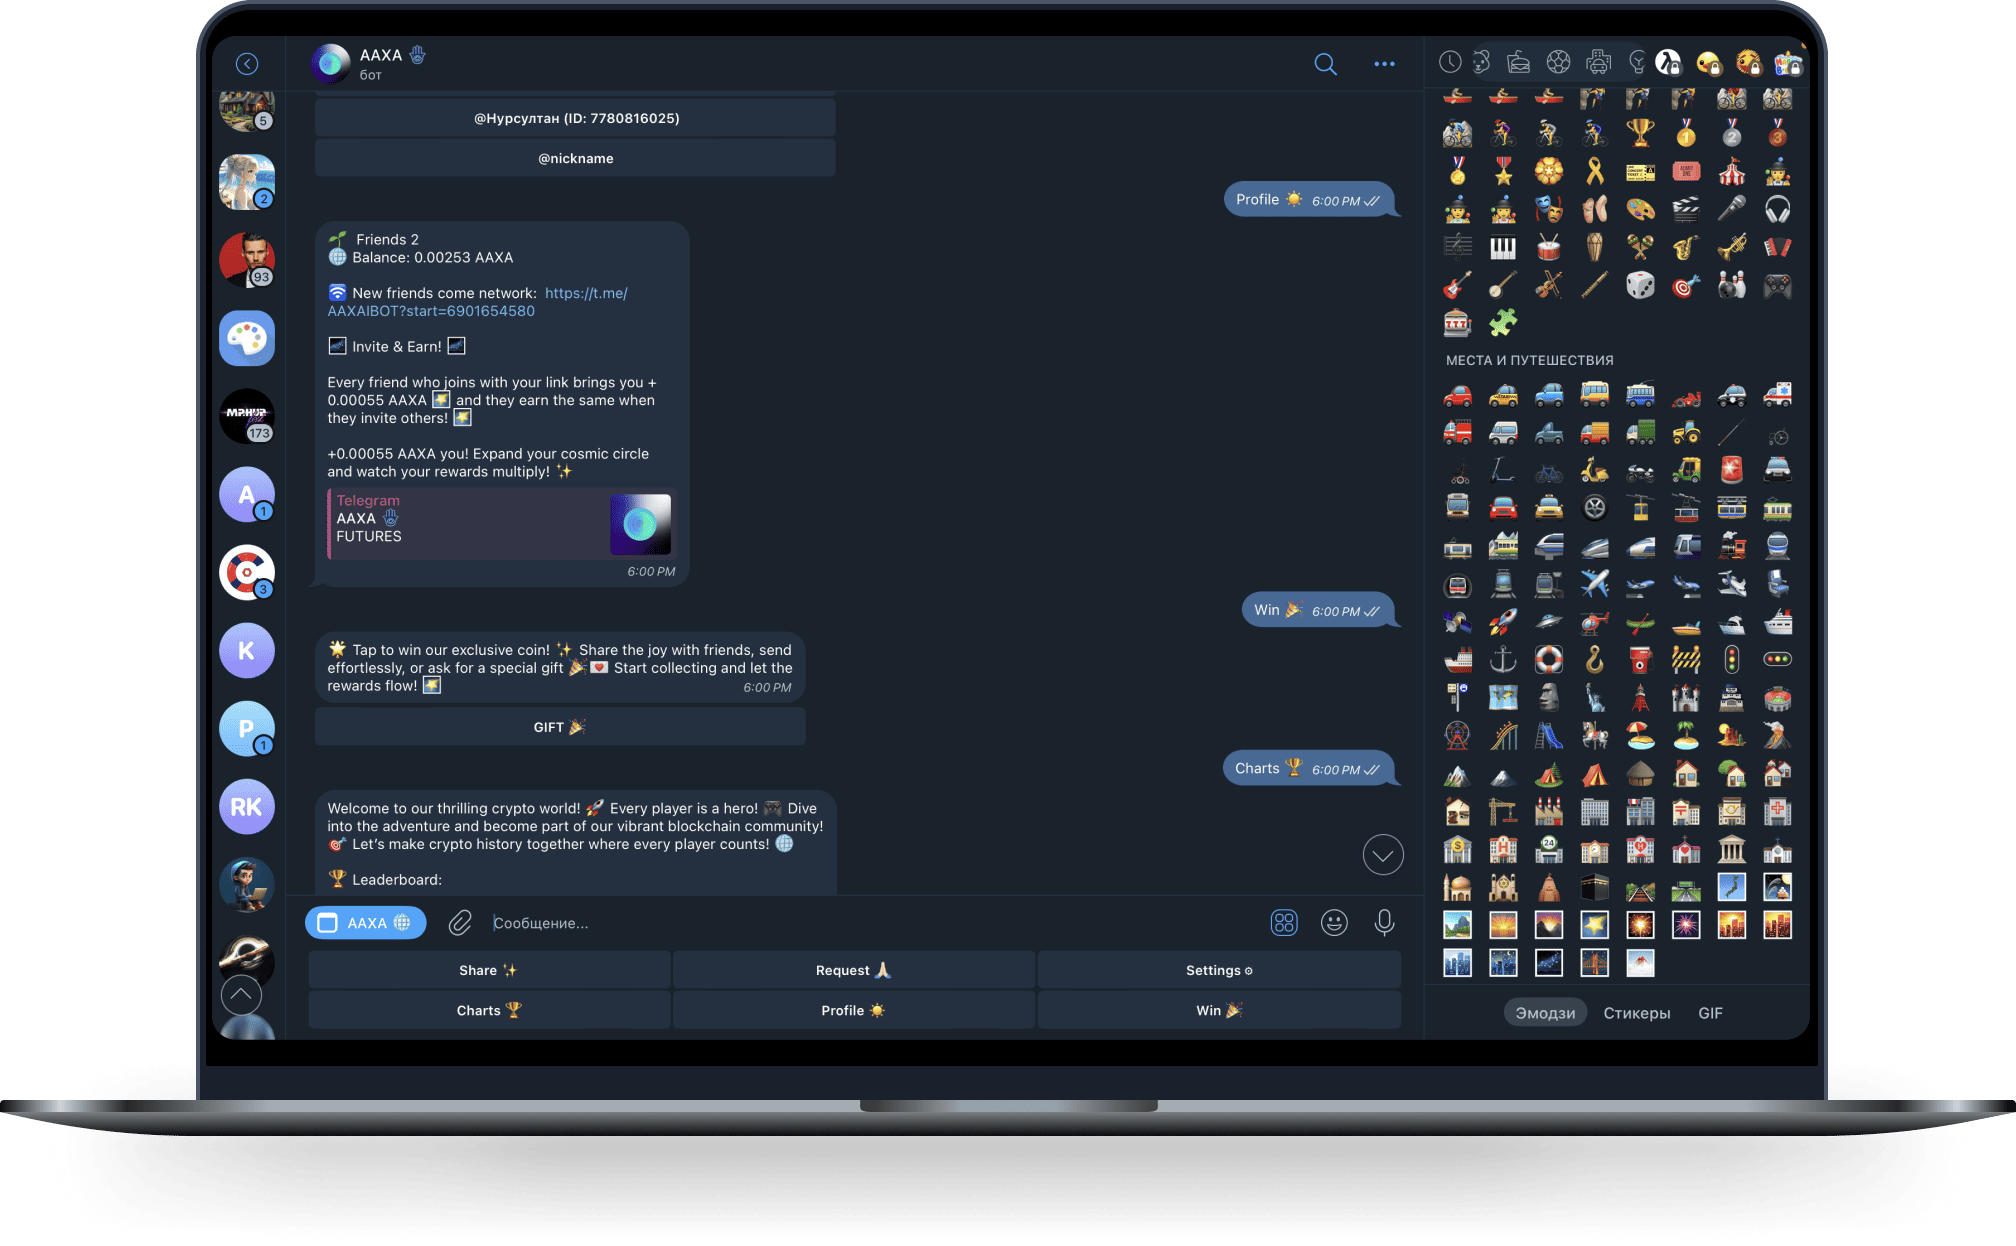 AAXA
бот
@Нурсултан (ID: 7780816025)
@nickname
Profile 6:00 PM
Friends 2
Balance: 0.00253 AAXA
New friends come network: https://t.me/
AAXAIBOT?start=6901654580
Invite & Earn!
Every friend who joins with your link brings you +
0.00055 AAXA and they earn the same when
they invite others!
+0.00055 AAXA you! Expand your cosmic circle
and watch your rewards multiply!
Telegram
AAXA
FUTURES
6:00 PM
Win 6:00 PM
Tap to win our exclusive coin! Share the joy with friends, send
effortlessly, or ask for a special gift Start collecting and let the
rewards flow!
6:00 PM
GIFT
Charts 6:00 PM
Welcome to our thrilling crypto world! Every player is a hero! Dive
into the adventure and become part of our vibrant blockchain community!
Let's make crypto history together where every player counts!
Leaderboard:
AAXA
Сообщение...
Share
Request
Settings
Charts
Profile
Win
5
2
93
173
A
1
3
K
P
1
RK
МЕСТА И ПУТЕШЕСТВИЯ
Эмодзи
Стикеры
GIF